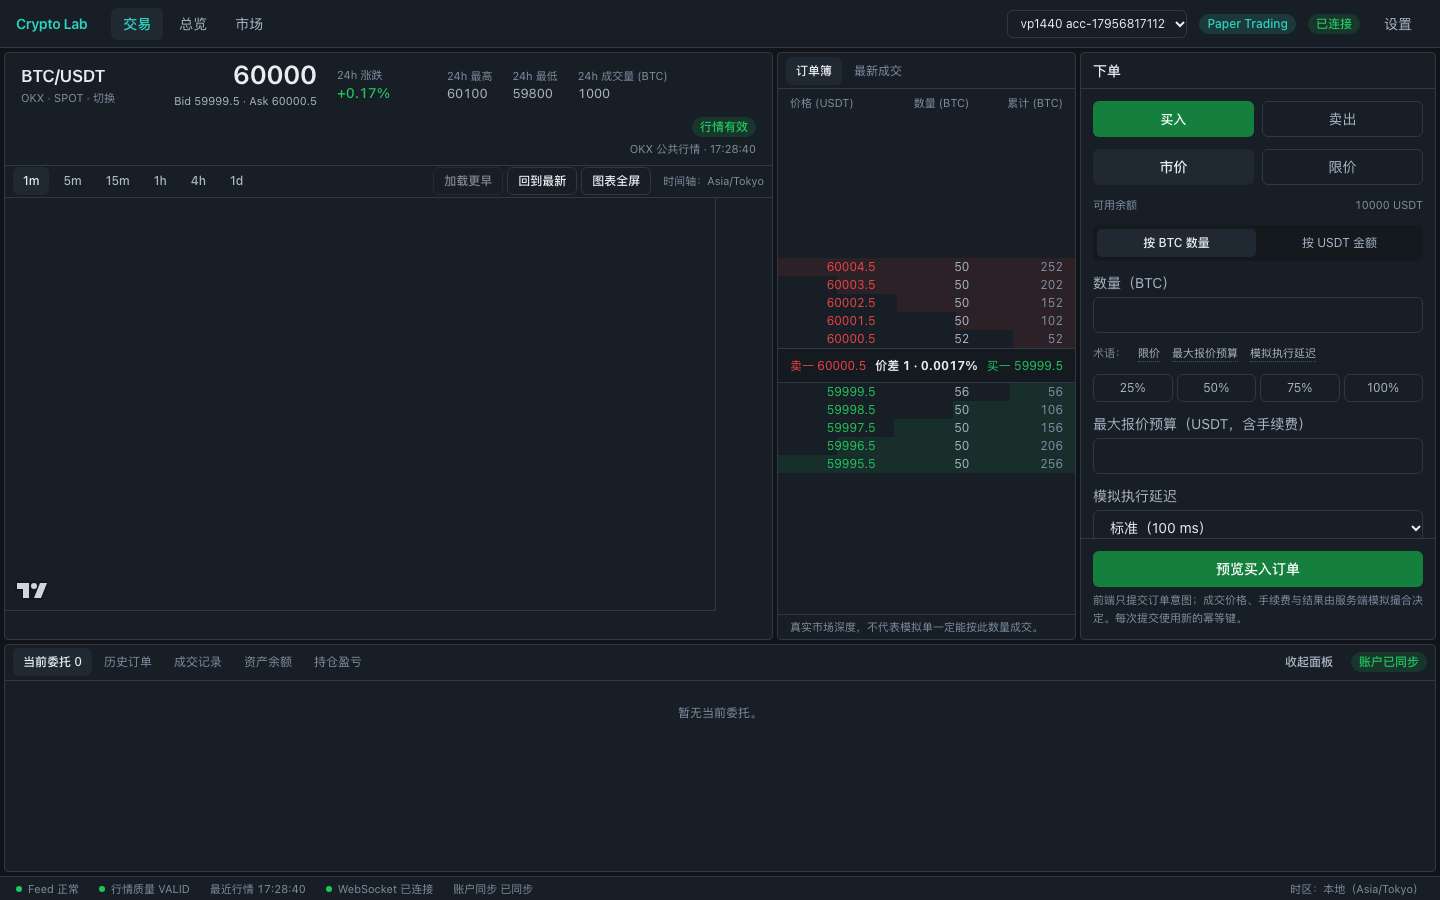 Crypto Lab 交易 总览 市场 vp1440 acc-17956817112 Paper Trading 已连接 设置
BTC/USDT
OKX · SPOT · 切换
60000
Bid 59999.5 · Ask 60000.5
24h 涨跌
+0.17%
24h 最高
60100
24h 最低
59800
24h 成交量 (BTC)
1000
行情有效
OKX 公共行情 · 17:28:40
1m 5m 15m 1h 4h 1d 加载更早 回到最新 图表全屏 时间轴：Asia/Tokyo
订单簿 最新成交
价格 (USDT) 数量 (BTC) 累计 (BTC)
60004.5 50 252
60003.5 50 202
60002.5 50 152
60001.5 50 102
60000.5 52 52
卖一 60000.5 价差 1 · 0.0017% 买一 59999.5
59999.5 56 56
59998.5 50 106
59997.5 50 156
59996.5 50 206
59995.5 50 256
真实市场深度，不代表模拟单一定能按此数量成交。
下单
买入 卖出
市价 限价
可用余额 10000 USDT
按 BTC 数量 按 USDT 金额
数量（BTC）
术语： 限价 最大报价预算 模拟执行延迟
25% 50% 75% 100%
最大报价预算（USDT，含手续费）
模拟执行延迟
标准（100 ms）
预览买入订单
前端只提交订单意图；成交价格、手续费与结果由服务端模拟撮合决
定。每次提交使用新的幂等键。
当前委托 0 历史订单 成交记录 资产余额 持仓盈亏 收起面板 账户已同步
暂无当前委托。
Feed 正常 行情质量 VALID 最近行情 17:28:40 WebSocket 已连接 账户同步 已同步 时区：本地（Asia/Tokyo）